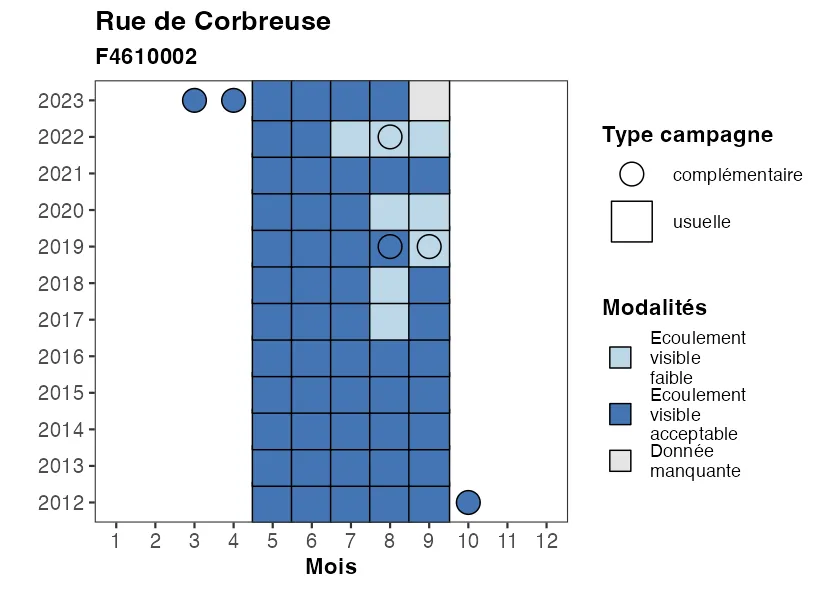 Rue de Corbreuse
F4610002
2023
2022
2021
2020
2019
2018
2017
2016
2015
2014
2013
2012
1 2 3 4 5 6 7 8 9 10 11 12
Mois
Type campagne
complémentaire
usuelle
Modalités
Ecoulement
visible
faible
Ecoulement
visible
acceptable
Donnée
manquante